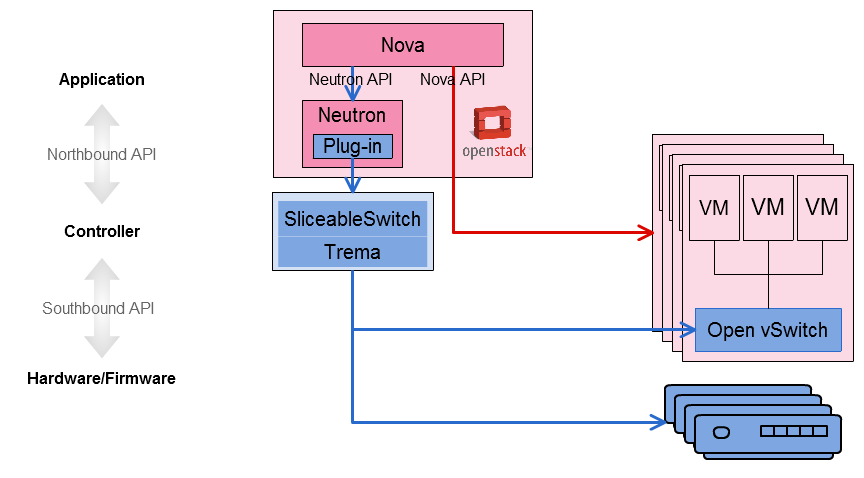 Nova
Neutron API
Nova API
Neutron
Plug-in
openstack
SliceableSwitch
Trema
Application
Northbound API
Controller
Southbound API
Hardware/Firmware
VM
VM
VM
Open vSwitch